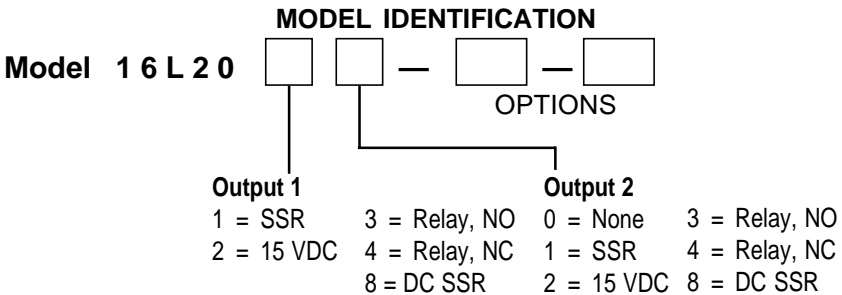 MODEL IDENTIFICATION
Model 1 6 L 2 0 — —
OPTIONS
Output 1 Output 2
1 = SSR 3 = Relay, NO 0 = None 3 = Relay, NO
2 = 15 VDC 4 = Relay, NC 1 = SSR 4 = Relay, NC
8 = DC SSR 2 = 15 VDC 8 = DC SSR